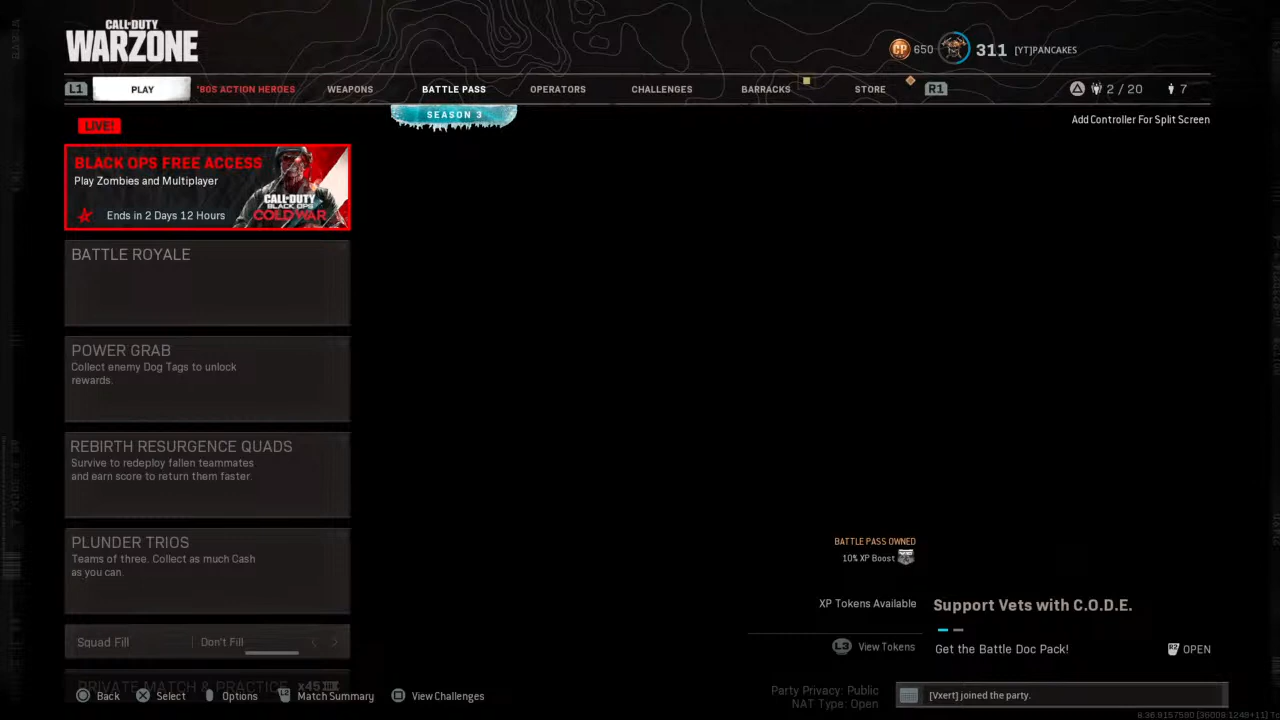 CALL·DUTY
WARZONE
CP 650 311 [YT]PANCAKES
L1 PLAY '80S ACTION HEROES WEAPONS BATTLE PASS OPERATORS CHALLENGES BARRACKS STORE R1 2 / 20 7
SEASON 3
LIVE!
Add Controller For Split Screen
BLACK OPS FREE ACCESS
Play Zombies and Multiplayer
Ends in 2 Days 12 Hours
CALL·DUTY
BLACK OPS
COLD WAR
BATTLE ROYALE
POWER GRAB
Collect enemy Dog Tags to unlock
rewards.
REBIRTH RESURGENCE QUADS
Survive to redeploy fallen teammates
and earn score to return them faster.
PLUNDER TRIOS
Teams of three. Collect as much Cash
as you can.
Squad Fill Don't Fill
PRIVATE MATCH & PRACTICE x45
BATTLE PASS OWNED
10% XP Boost
XP Tokens Available
L3 View Tokens
Support Vets with C.O.D.E.
Get the Battle Doc Pack!
R2 OPEN
Back Select Options L2 Match Summary View Challenges
Party Privacy: Public
NAT Type: Open
[Vxert] joined the party.